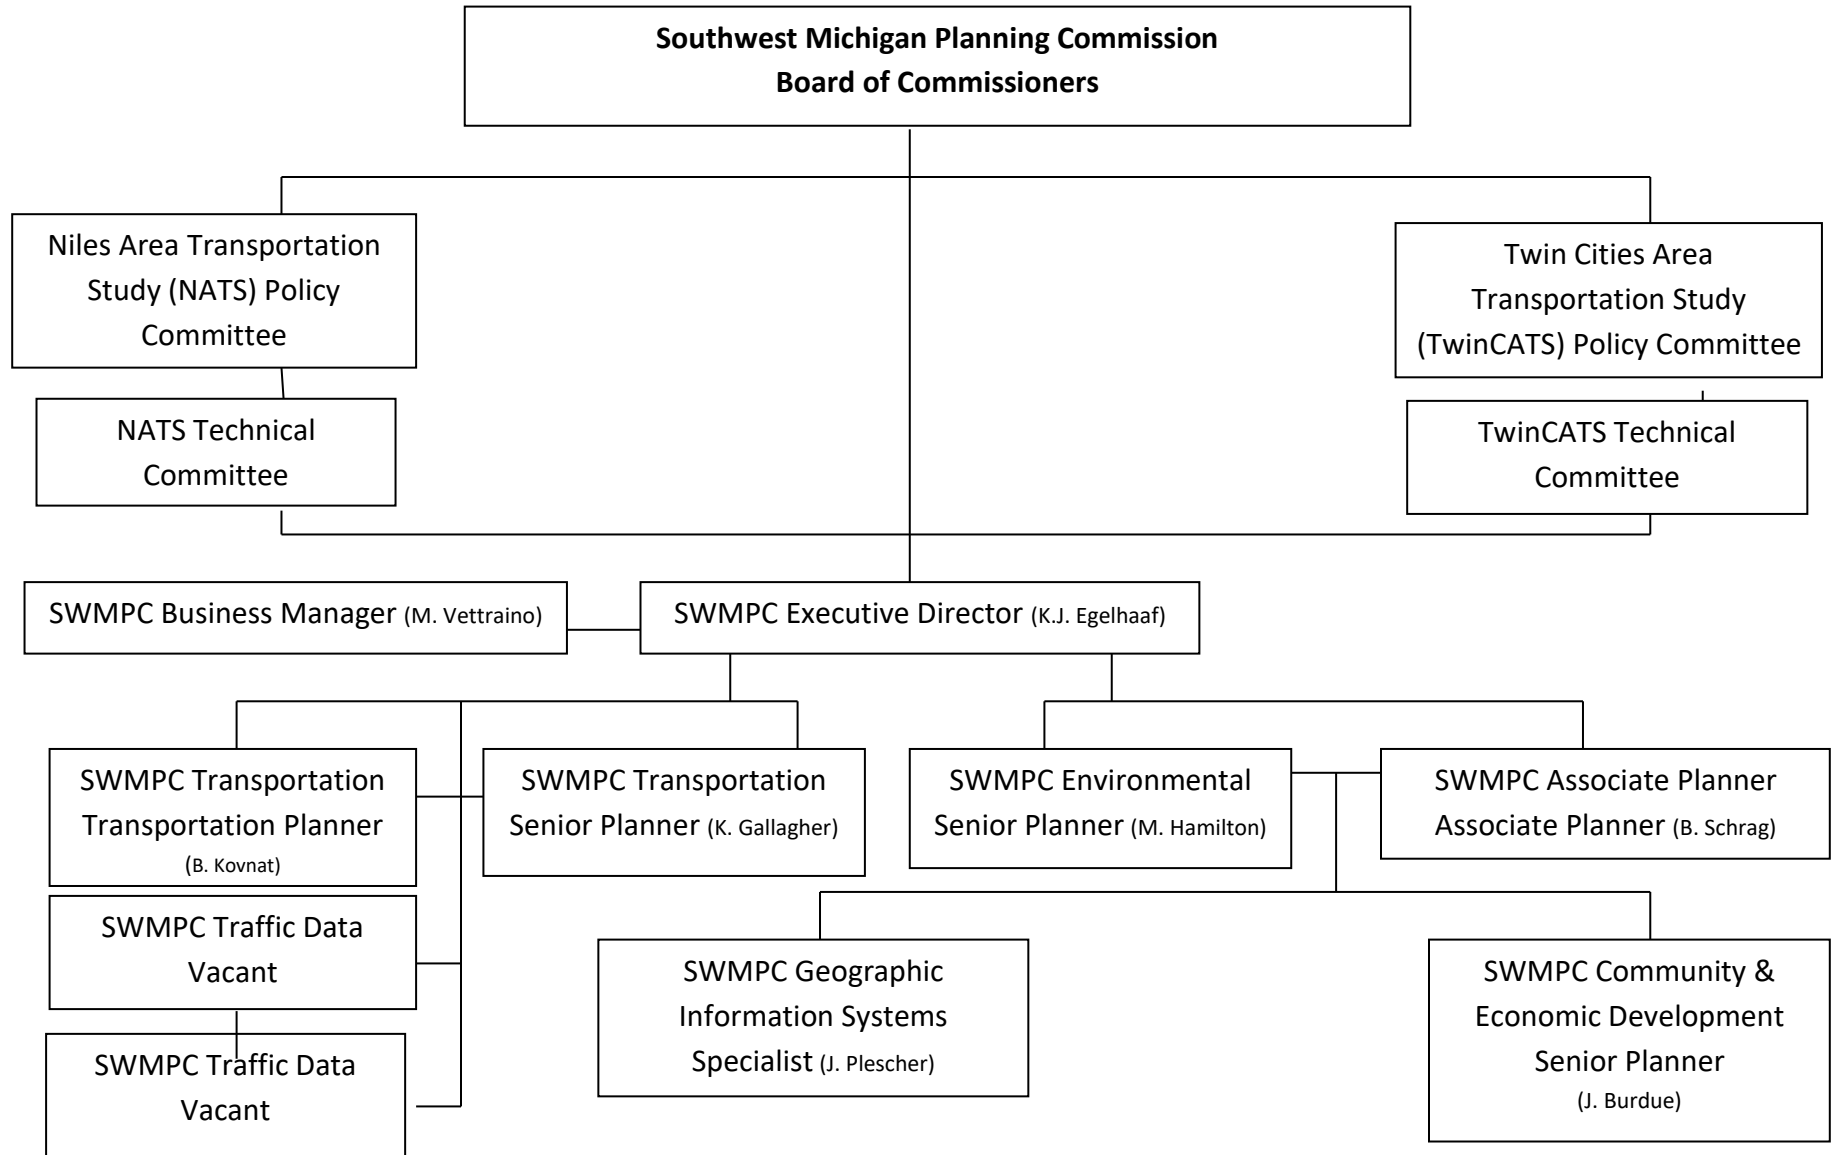 Southwest Michigan Planning Commission
Board of Commissioners
Niles Area Transportation
Study (NATS) Policy
Committee
Twin Cities Area
Transportation Study
(TwinCATS) Policy Committee
NATS Technical
Committee
TwinCATS Technical
Committee
SWMPC Business Manager (M. Vettraino)
SWMPC Executive Director (K.J. Egelhaaf)
SWMPC Transportation
Transportation Planner
(B. Kovnat)
SWMPC Transportation
Senior Planner (K. Gallagher)
SWMPC Environmental
Senior Planner (M. Hamilton)
SWMPC Associate Planner
Associate Planner (B. Schrag)
SWMPC Traffic Data
Vacant
SWMPC Traffic Data
Vacant
SWMPC Geographic
Information Systems
Specialist (J. Plescher)
SWMPC Community &
Economic Development
Senior Planner
(J. Burdue)